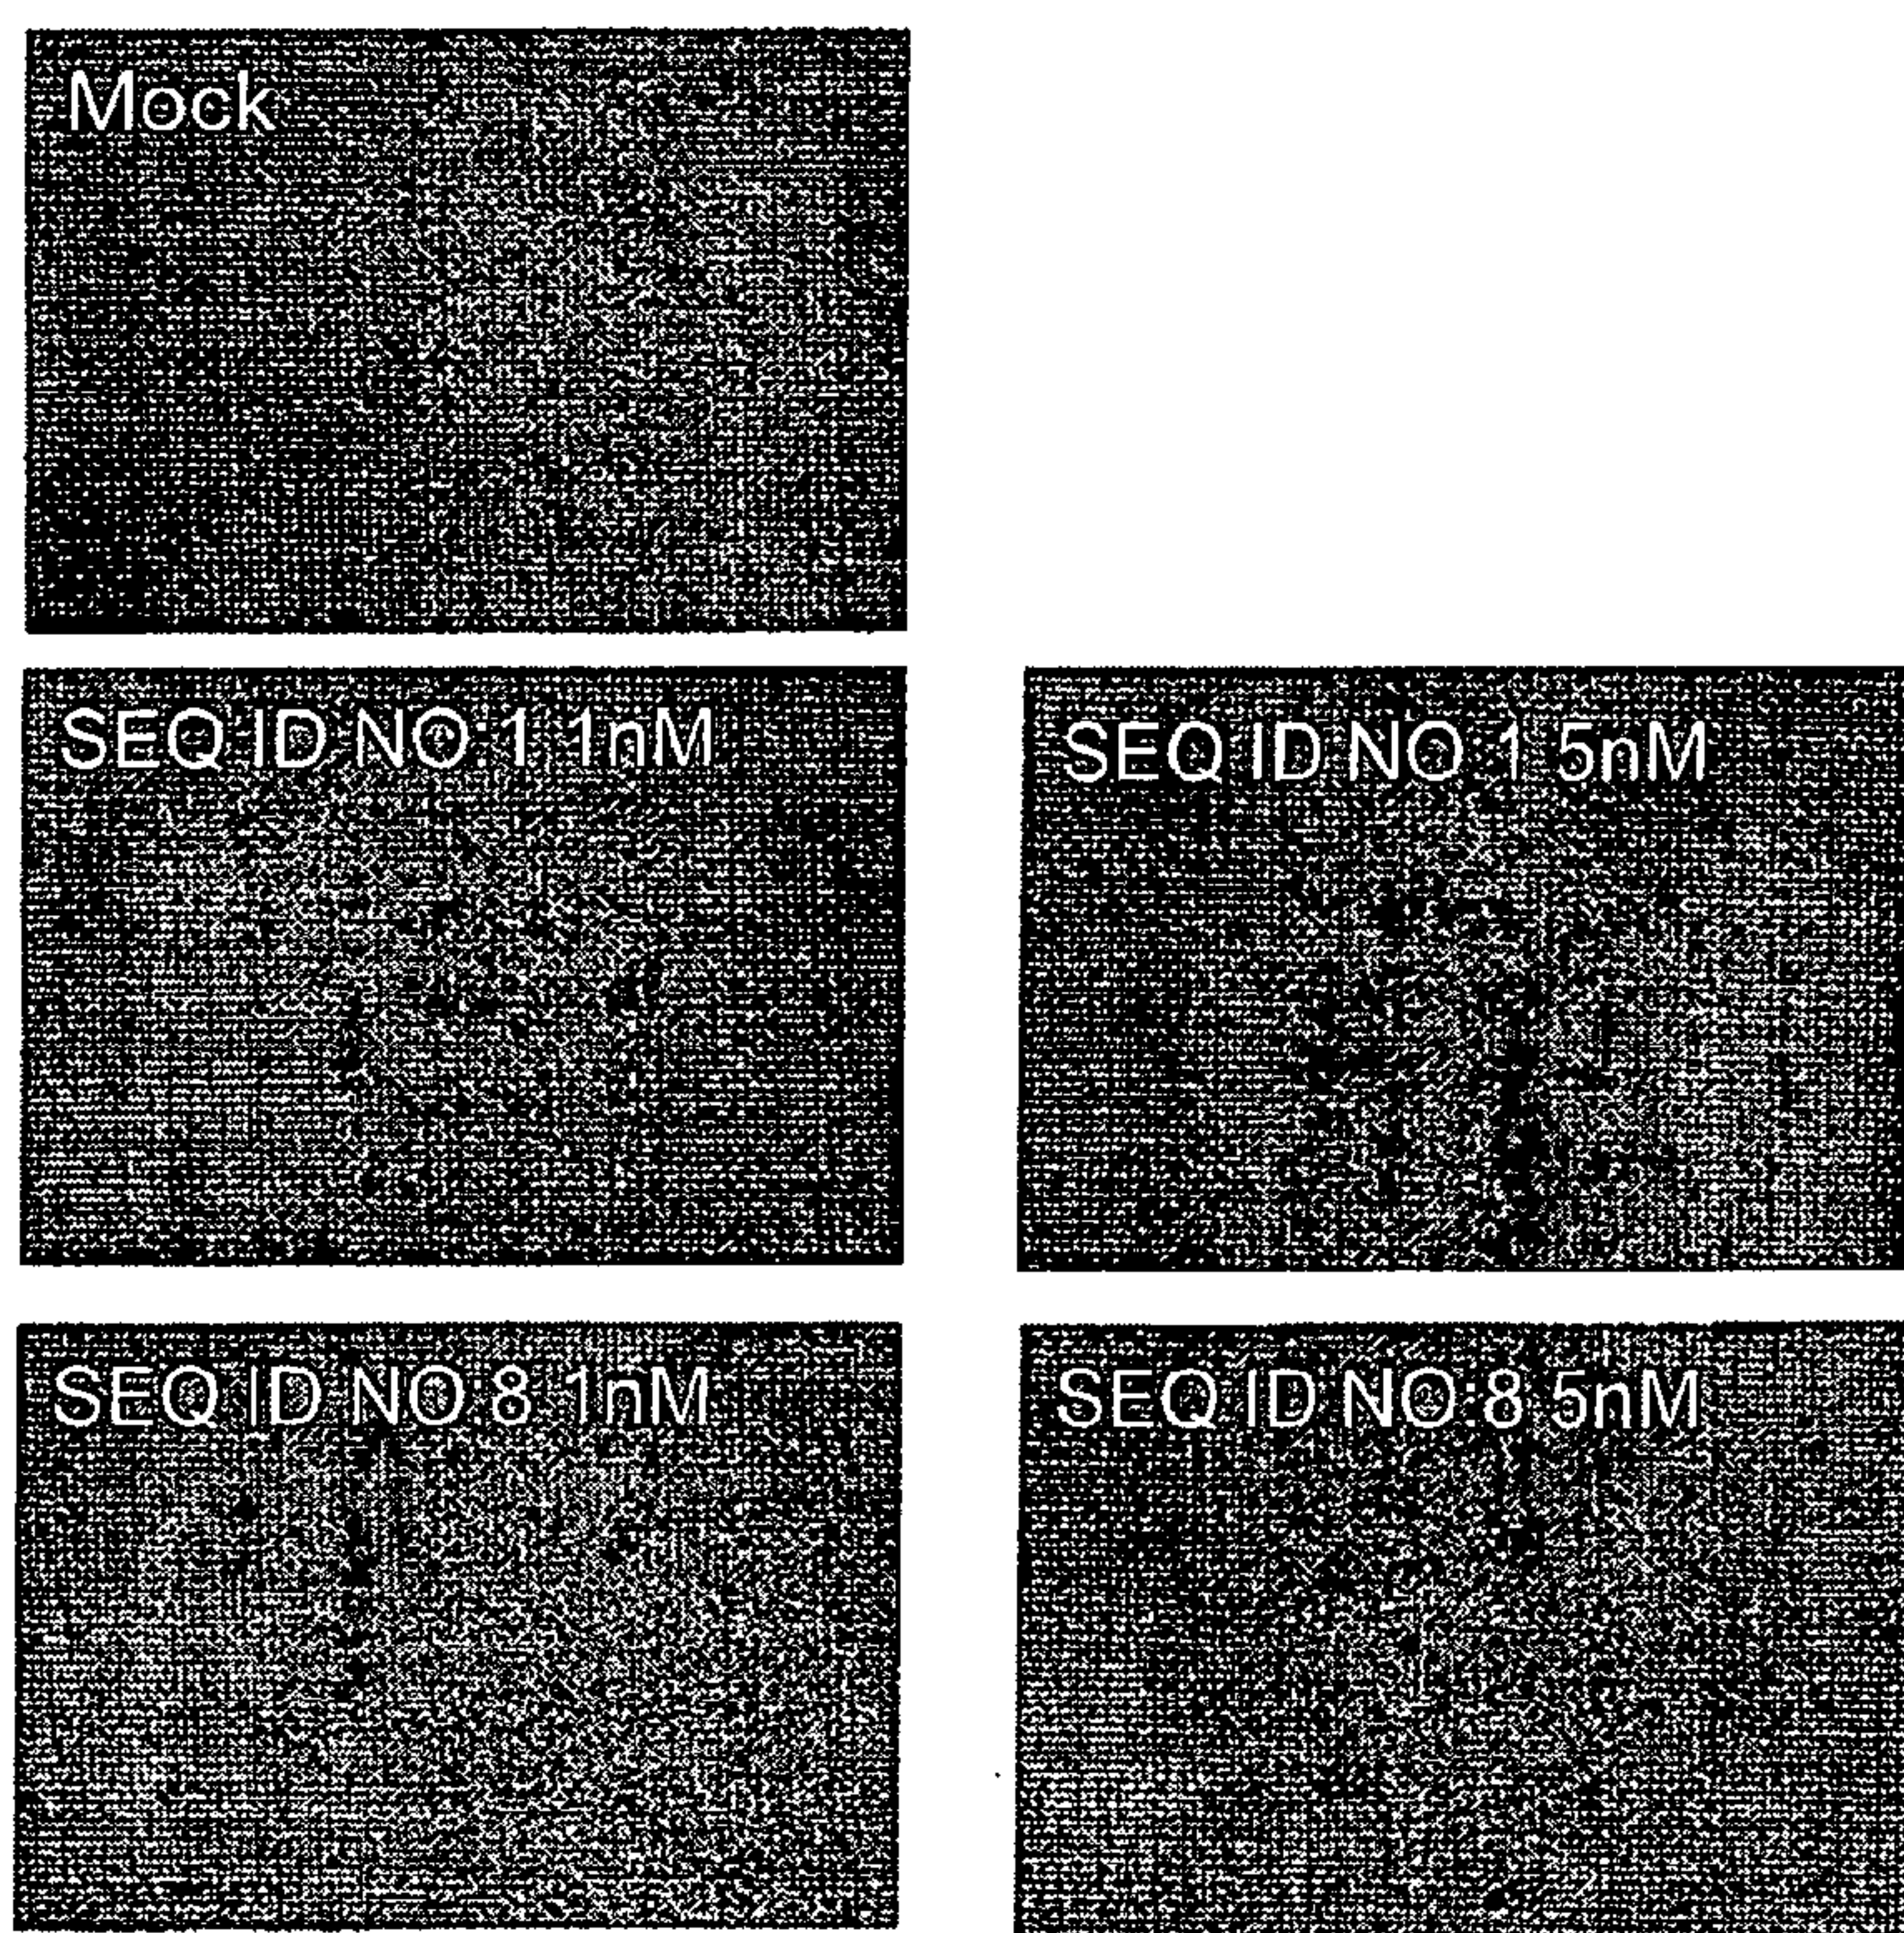 Mock
SEQ ID NO:1 1nM
SEQ ID NO:1 5nM
SEQ ID NO:8 1nM
SEQ ID NO:8 5nM